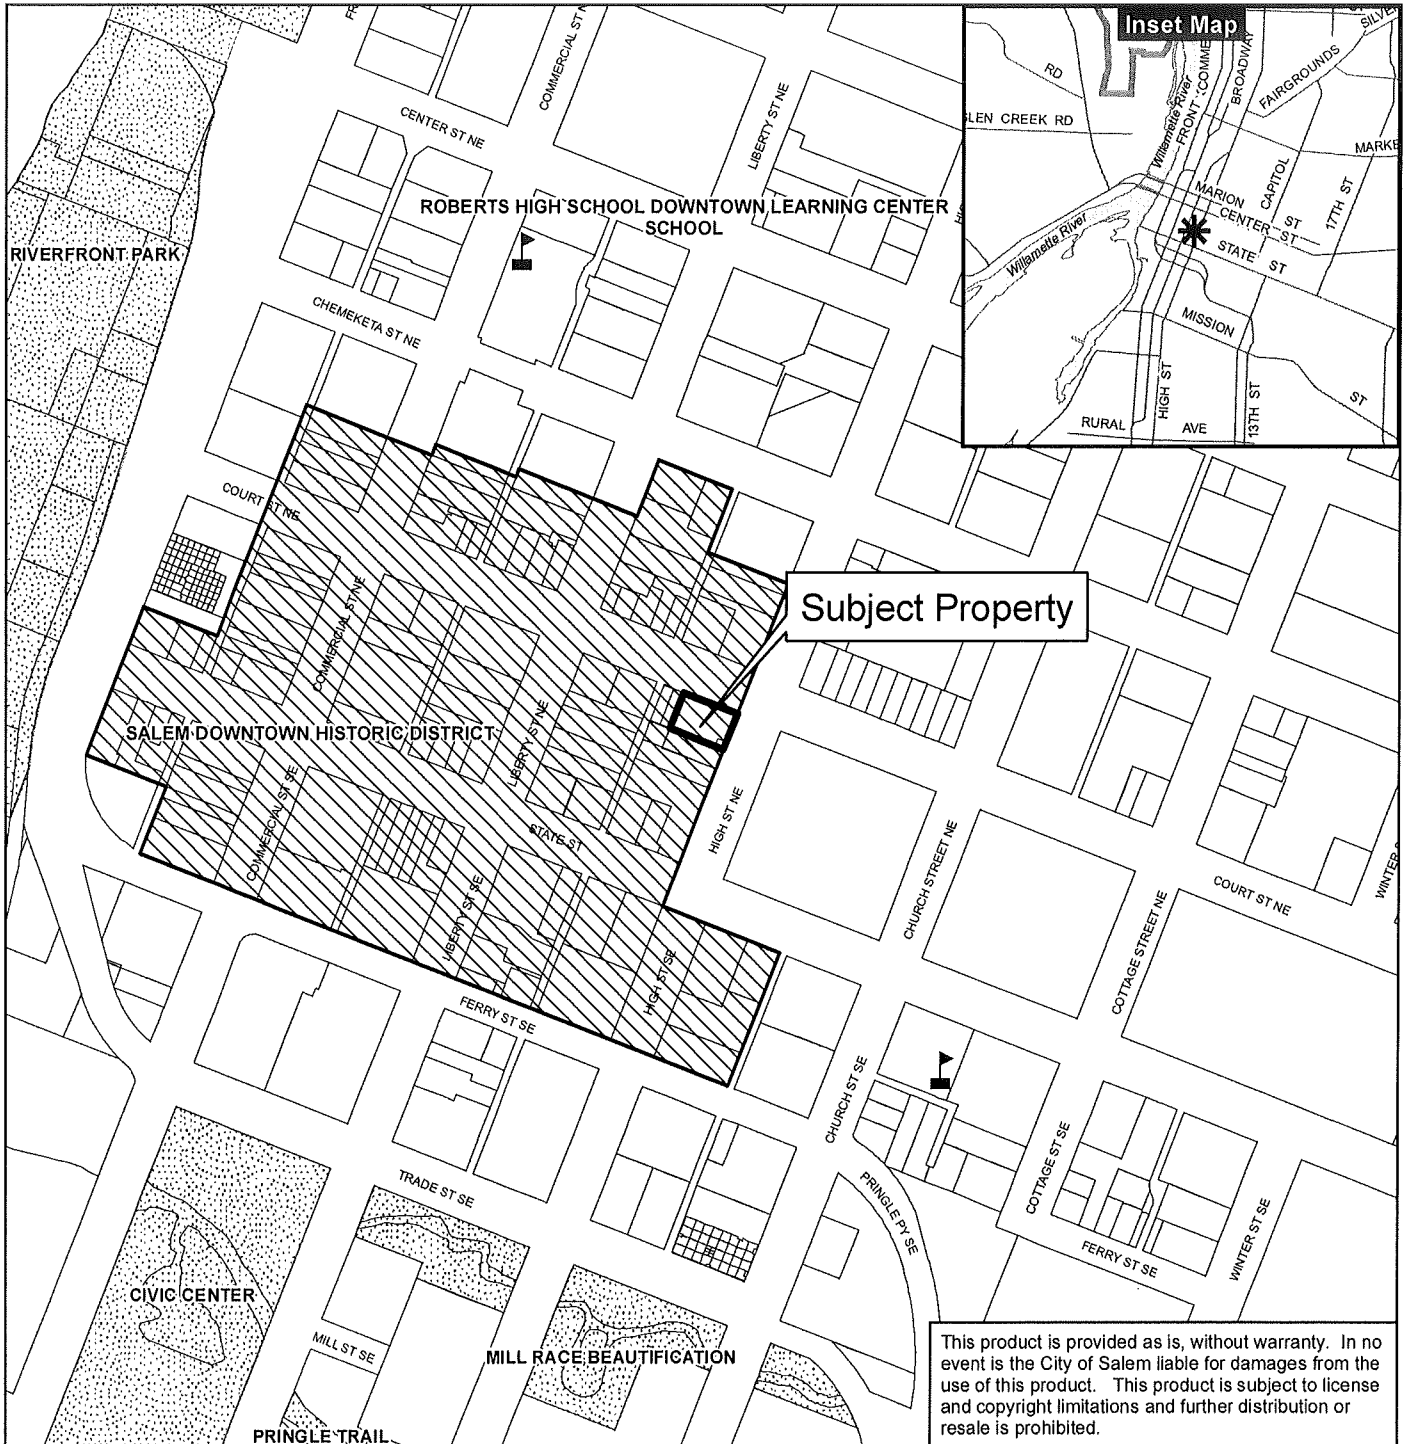 Inset Map
RD
SILVER
FAIRGROUNDS
BROADWAY
FRONT
COMME
Willamette River
GLEN CREEK RD
MARKE
CAPITOL
17TH ST
MARION ST
CENTER ST
STATE ST
Willamette River
MISSION ST
HIGH ST
13TH ST
RURAL AVE
FR
COMMERCIAL ST N
CENTER ST NE
LIBERTY ST NE
ROBERTS HIGH SCHOOL DOWNTOWN LEARNING CENTER
SCHOOL
RIVERFRONT PARK
CHEMEKETA ST NE
COURT ST NE
Subject Property
COMMERCIAL ST NE
SALEM DOWNTOWN HISTORIC DISTRICT
LIBERTY ST NE
COMMERCIAL ST SE
STATE ST
HIGH ST NE
CHURCH STREET NE
COURT ST NE
WINTER S
COTTAGE STREET NE
LIBERTY ST SE
HIGH ST SE
FERRY ST SE
CHURCH ST SE
COTTAGE ST SE
TRADE ST SE
PRINGLE PY SE
FERRY ST SE
WINTER ST SE
CIVIC CENTER
MILL ST SE
MILL RACE BEAUTIFICATION
PRINGLE TRAIL
This product is provided as is, without warranty. In no
event is the City of Salem liable for damages from the
use of this product. This product is subject to license
and copyright limitations and further distribution or
resale is prohibited.